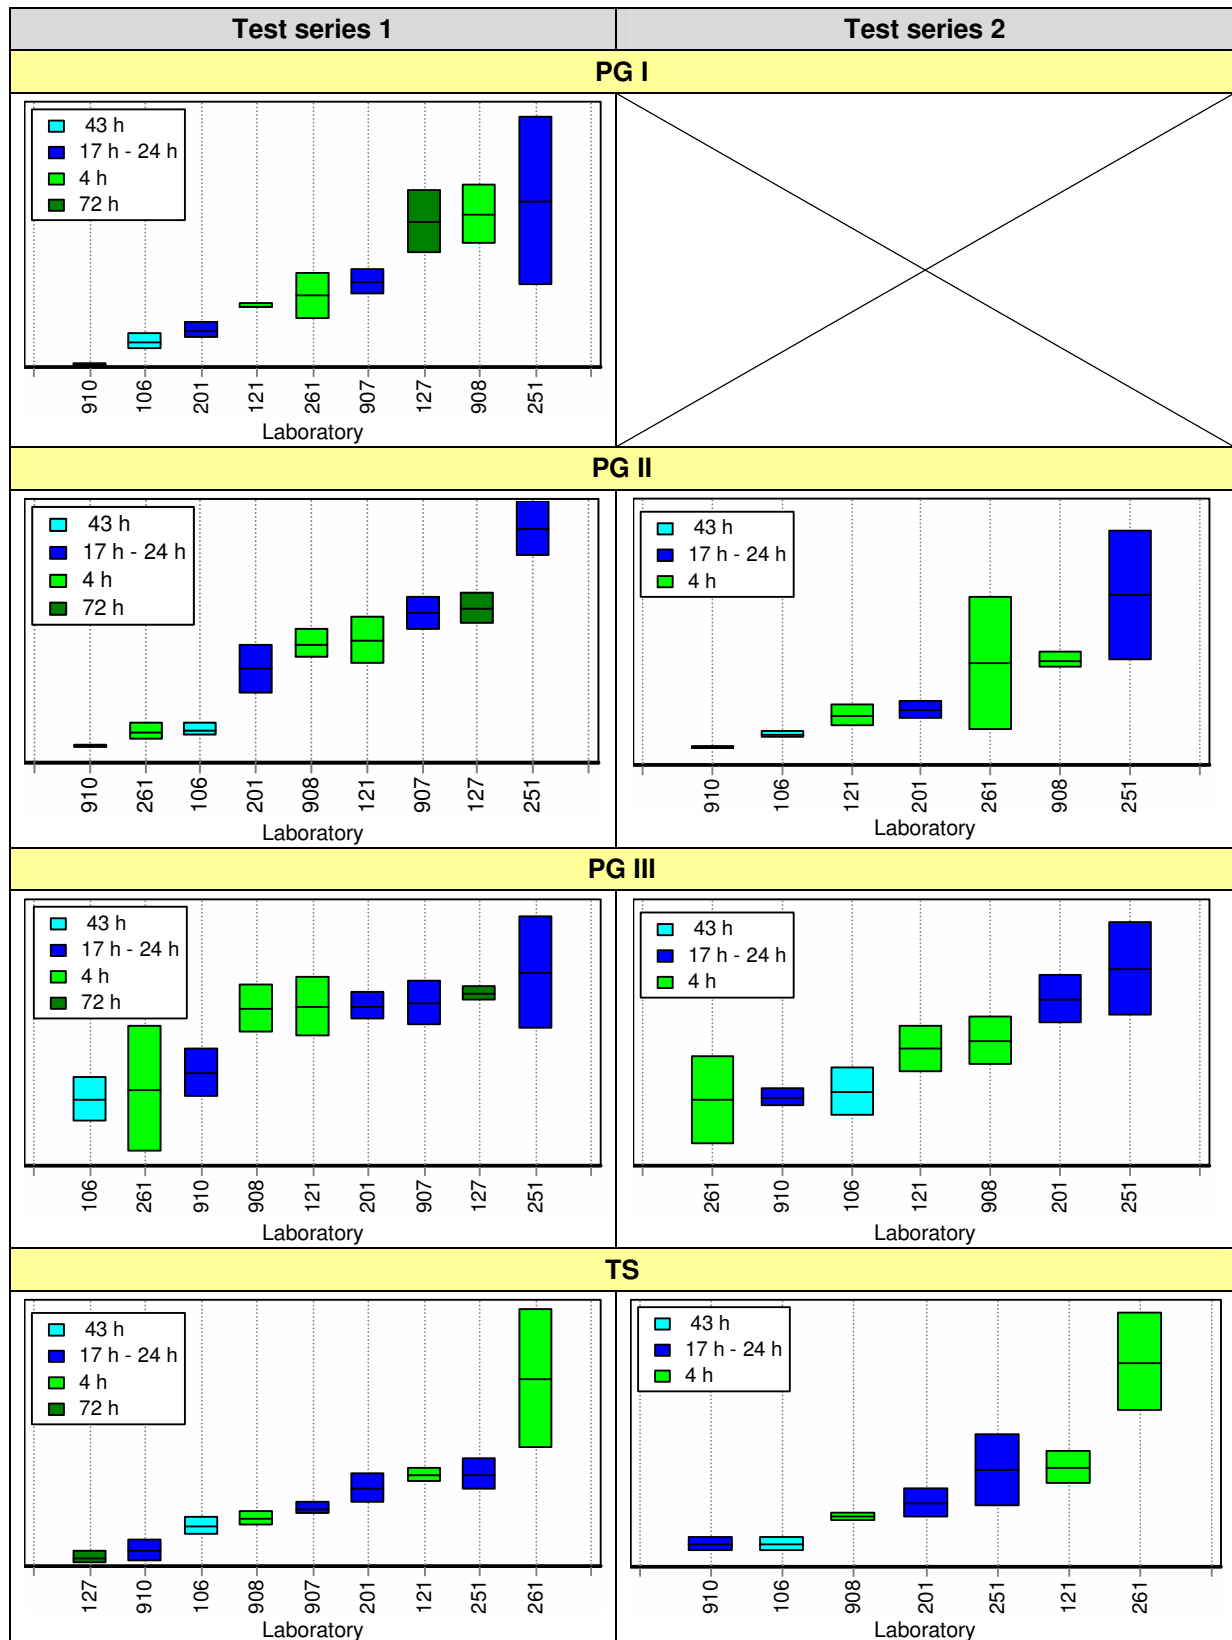 Test series 1
Test series 2
PG I
43 h
17 h - 24 h
4 h
72 h
910
106
201
121
261
907
127
908
251
Laboratory
PG II
43 h
17 h - 24 h
4 h
72 h
910
261
106
201
908
121
907
127
251
Laboratory
43 h
17 h - 24 h
4 h
910
106
121
201
261
908
251
Laboratory
PG III
43 h
17 h - 24 h
4 h
72 h
106
261
910
908
121
201
907
127
251
Laboratory
43 h
17 h - 24 h
4 h
261
910
106
121
908
201
251
Laboratory
TS
43 h
17 h - 24 h
4 h
72 h
127
910
106
908
907
201
121
251
261
Laboratory
43 h
17 h - 24 h
4 h
910
106
908
201
251
121
261
Laboratory